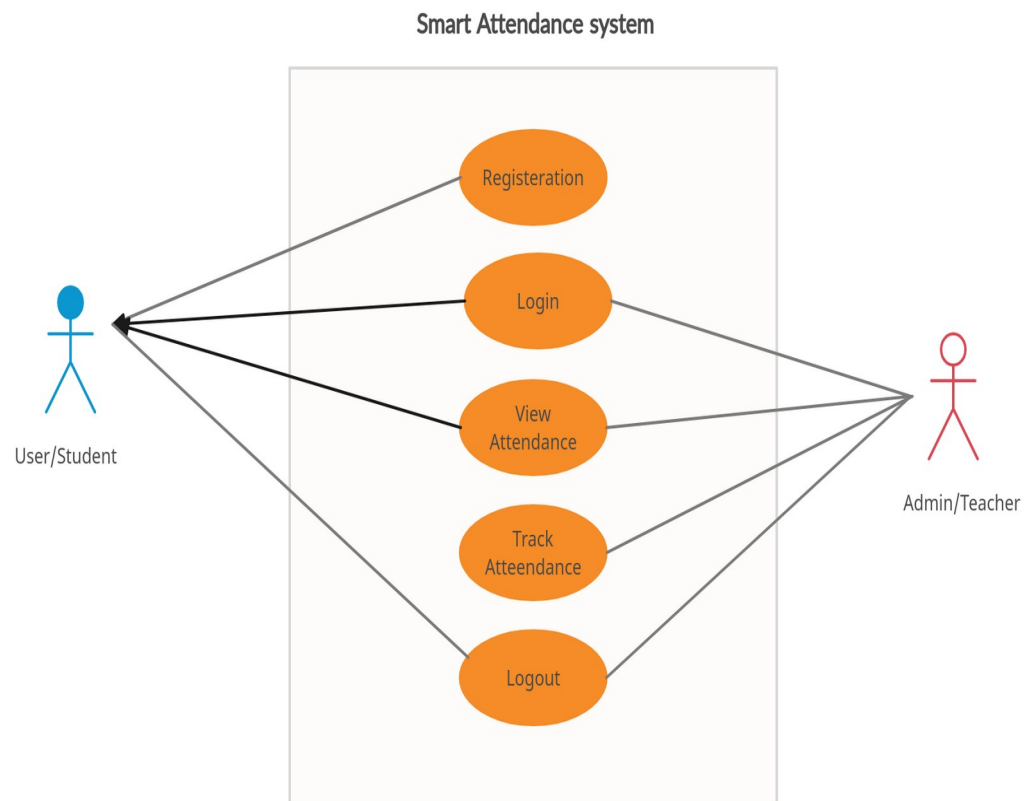 Smart Attendance system
Registeration
Login
View
Attendance
Track
Atteendance
Logout
User/Student
Admin/Teacher